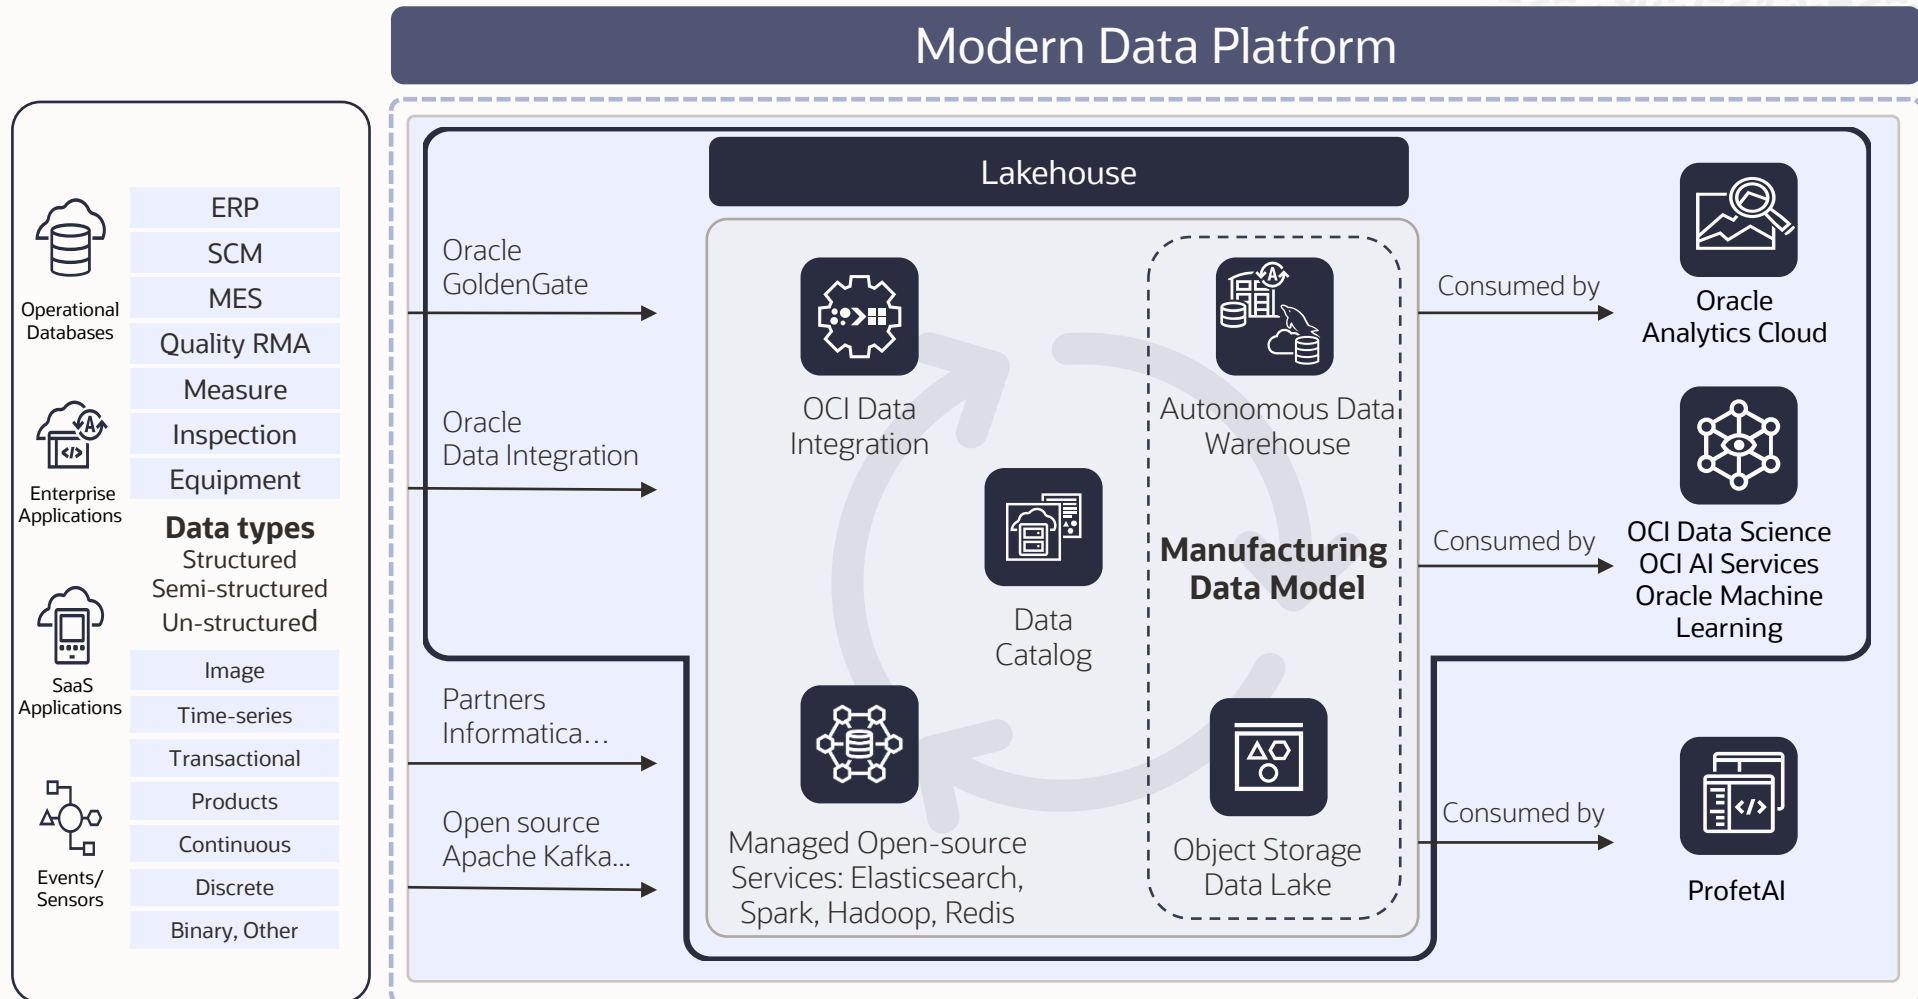 Modern Data Platform
Operational
Databases
Enterprise
Applications
SaaS
Applications
Events/
Sensors
ERP
SCM
MES
Quality RMA
Measure
Inspection
Equipment
Data types
Structured
Semi-structured
Un-structured
Image
Time-series
Transactional
Products
Continuous
Discrete
Binary, Other
Oracle
GoldenGate
Oracle
Data Integration
Partners
Informatica...
Open source
Apache Kafka...
Lakehouse
OCI Data
Integration
Autonomous Data
Warehouse
Data
Catalog
Manufacturing
Data Model
Managed Open-source
Services: Elasticsearch,
Spark, Hadoop, Redis
Object Storage
Data Lake
Consumed by
Oracle
Analytics Cloud
Consumed by
OCI Data Science
OCI AI Services
Oracle Machine
Learning
Consumed by
ProfetAI